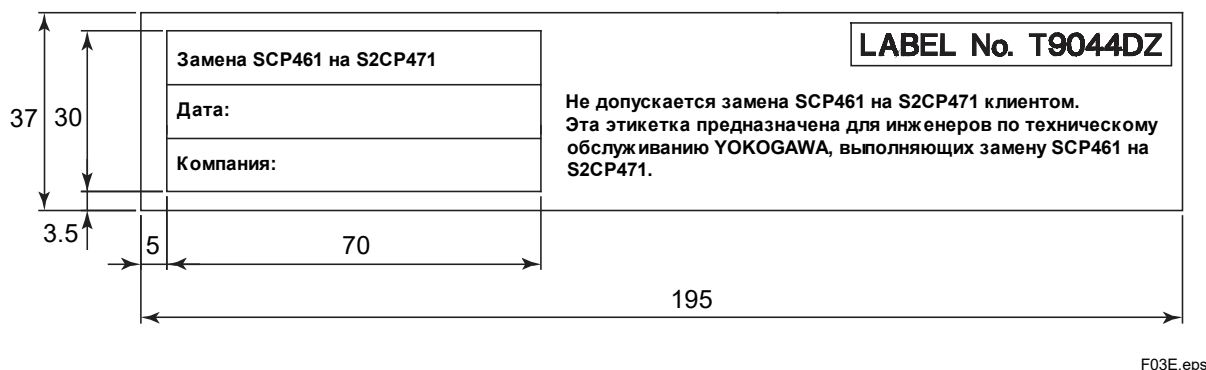 LABEL No. T9044DZ
Замена SCP461 на S2CP471
Дата:
Компания:
Не допускается замена SCP461 на S2CP471 клиентом.
Эта этикетка предназначена для инженеров по техническому
обслуживанию YOKOGAWA, выполняющих замену SCP461 на
S2CP471.
37
30
3.5
5
70
195
F03E.eps